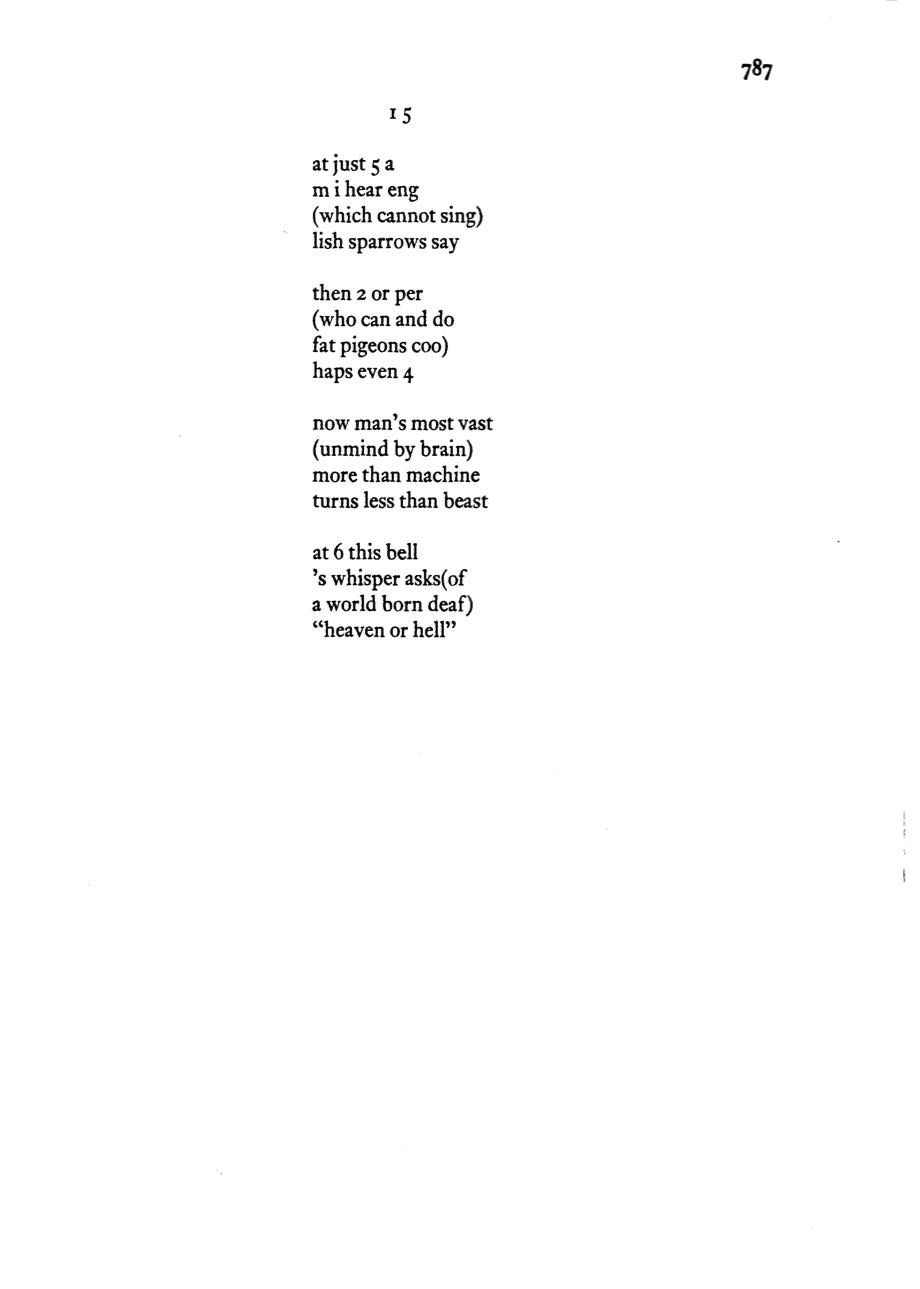 787
15
at just 5 a
m i hear eng
(which cannot sing)
lish sparrows say
then 2 or per
(who can and do
fat pigeons coo)
haps even 4
now man's most vast
(unmind by brain)
more than machine
turns less than beast
at 6 this bell
's whisper asks(of
a world born deaf)
“heaven or hell”